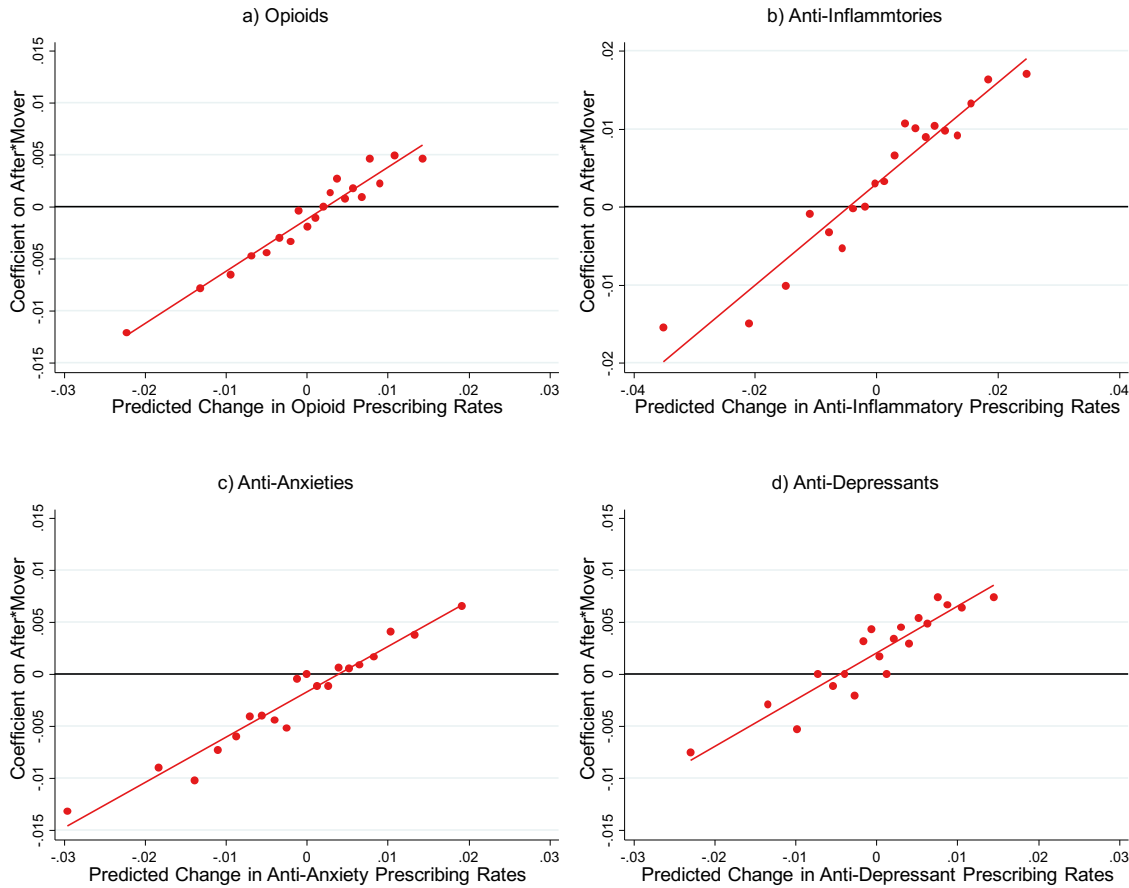 a) Opioids
Coefficient on After*Mover
.015
.01
.005
0
-.005
-.01
-.015
-.03 -.02 -.01 0 .01 .02 .03
Predicted Change in Opioid Prescribing Rates
b) Anti-Inflammtories
Coefficient on After*Mover
.02
.01
0
-.01
-.02
-.04 -.02 0 .02 .04
Predicted Change in Anti-Inflammatory Prescribing Rates
c) Anti-Anxieties
Coefficient on After*Mover
.015
.01
.005
0
-.005
-.01
-.015
-.03 -.02 -.01 0 .01 .02 .03
Predicted Change in Anti-Anxiety Prescribing Rates
d) Anti-Depressants
Coefficient on After*Mover
.015
.01
.005
0
-.005
-.01
-.015
-.03 -.02 -.01 0 .01 .02 .03
Predicted Change in Anti-Depressant Prescribing Rates